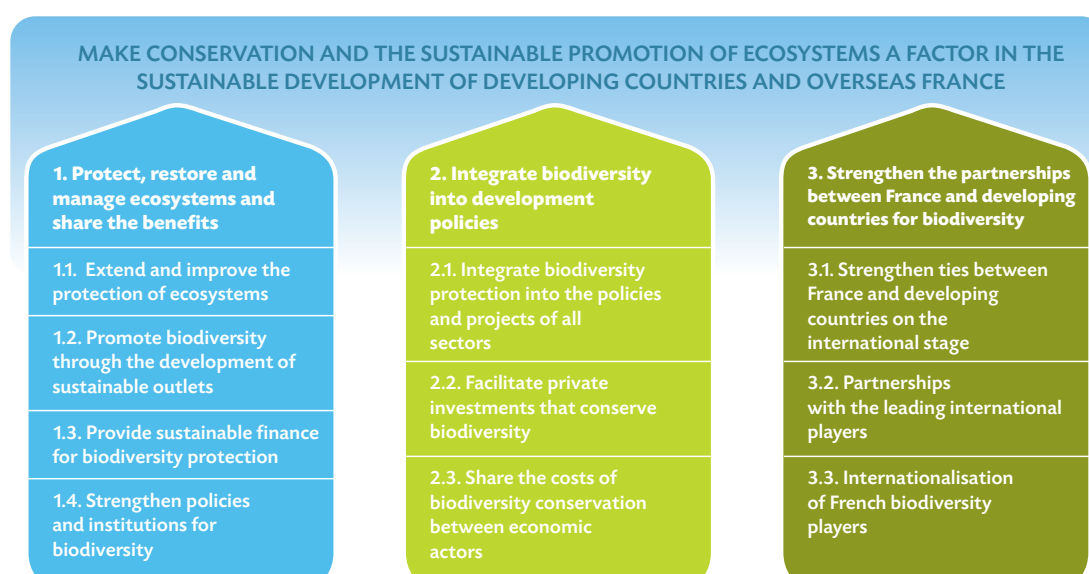 MAKE CONSERVATION AND THE SUSTAINABLE PROMOTION OF ECOSYSTEMS A FACTOR IN THE
SUSTAINABLE DEVELOPMENT OF DEVELOPING COUNTRIES AND OVERSEAS FRANCE
1. Protect, restore and
manage ecosystems and
share the benefits
1.1. Extend and improve the
protection of ecosystems
1.2. Promote biodiversity
through the development of
sustainable outlets
1.3. Provide sustainable finance
for biodiversity protection
1.4. Strengthen policies
and institutions for
biodiversity
2. Integrate biodiversity
into development
policies
2.1. Integrate biodiversity
protection into the policies
and projects of all
sectors
2.2. Facilitate private
investments that conserve
biodiversity
2.3. Share the costs of
biodiversity conservation
between economic
actors
3. Strengthen the partnerships
between France and developing
countries for biodiversity
3.1. Strengthen ties between
France and developing
countries on the
international stage
3.2. Partnerships
with the leading international
players
3.3. Internationalisation
of French biodiversity
players